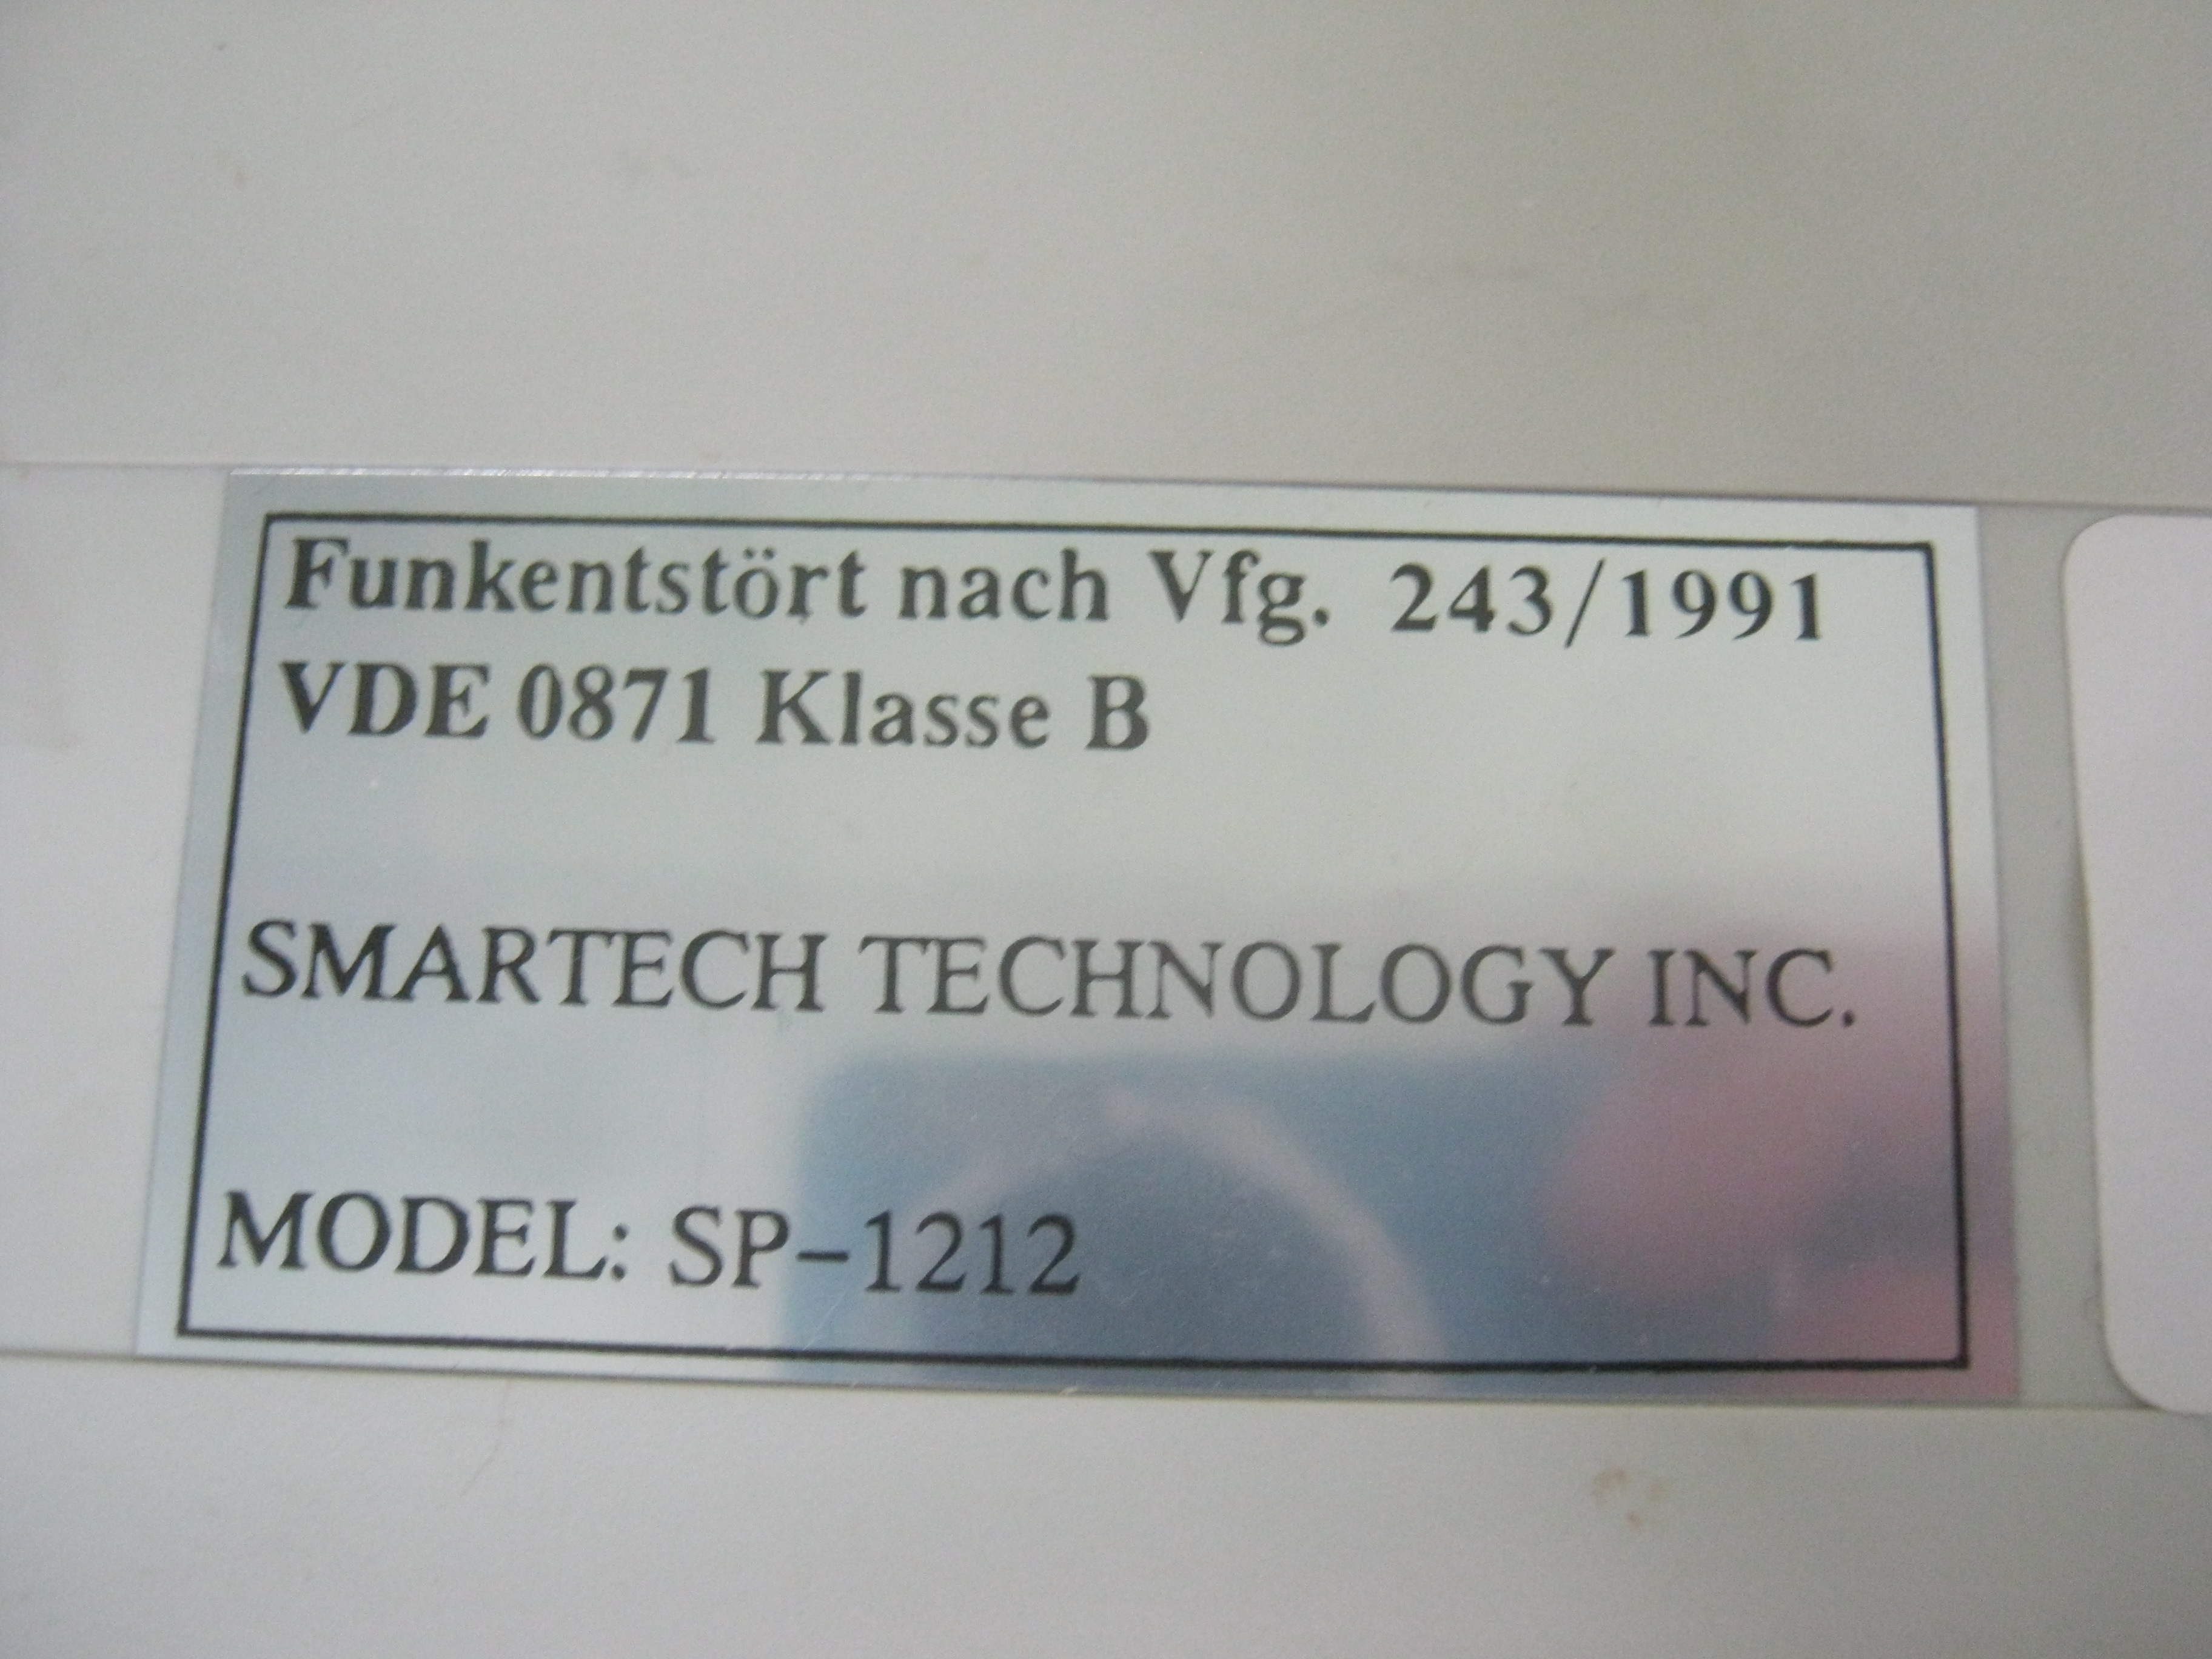 Funkentstört nach Vfg. 243/1991
VDE 0871 Klasse B
SMARTECH TECHNOLOGY INC.
MODEL: SP-1212